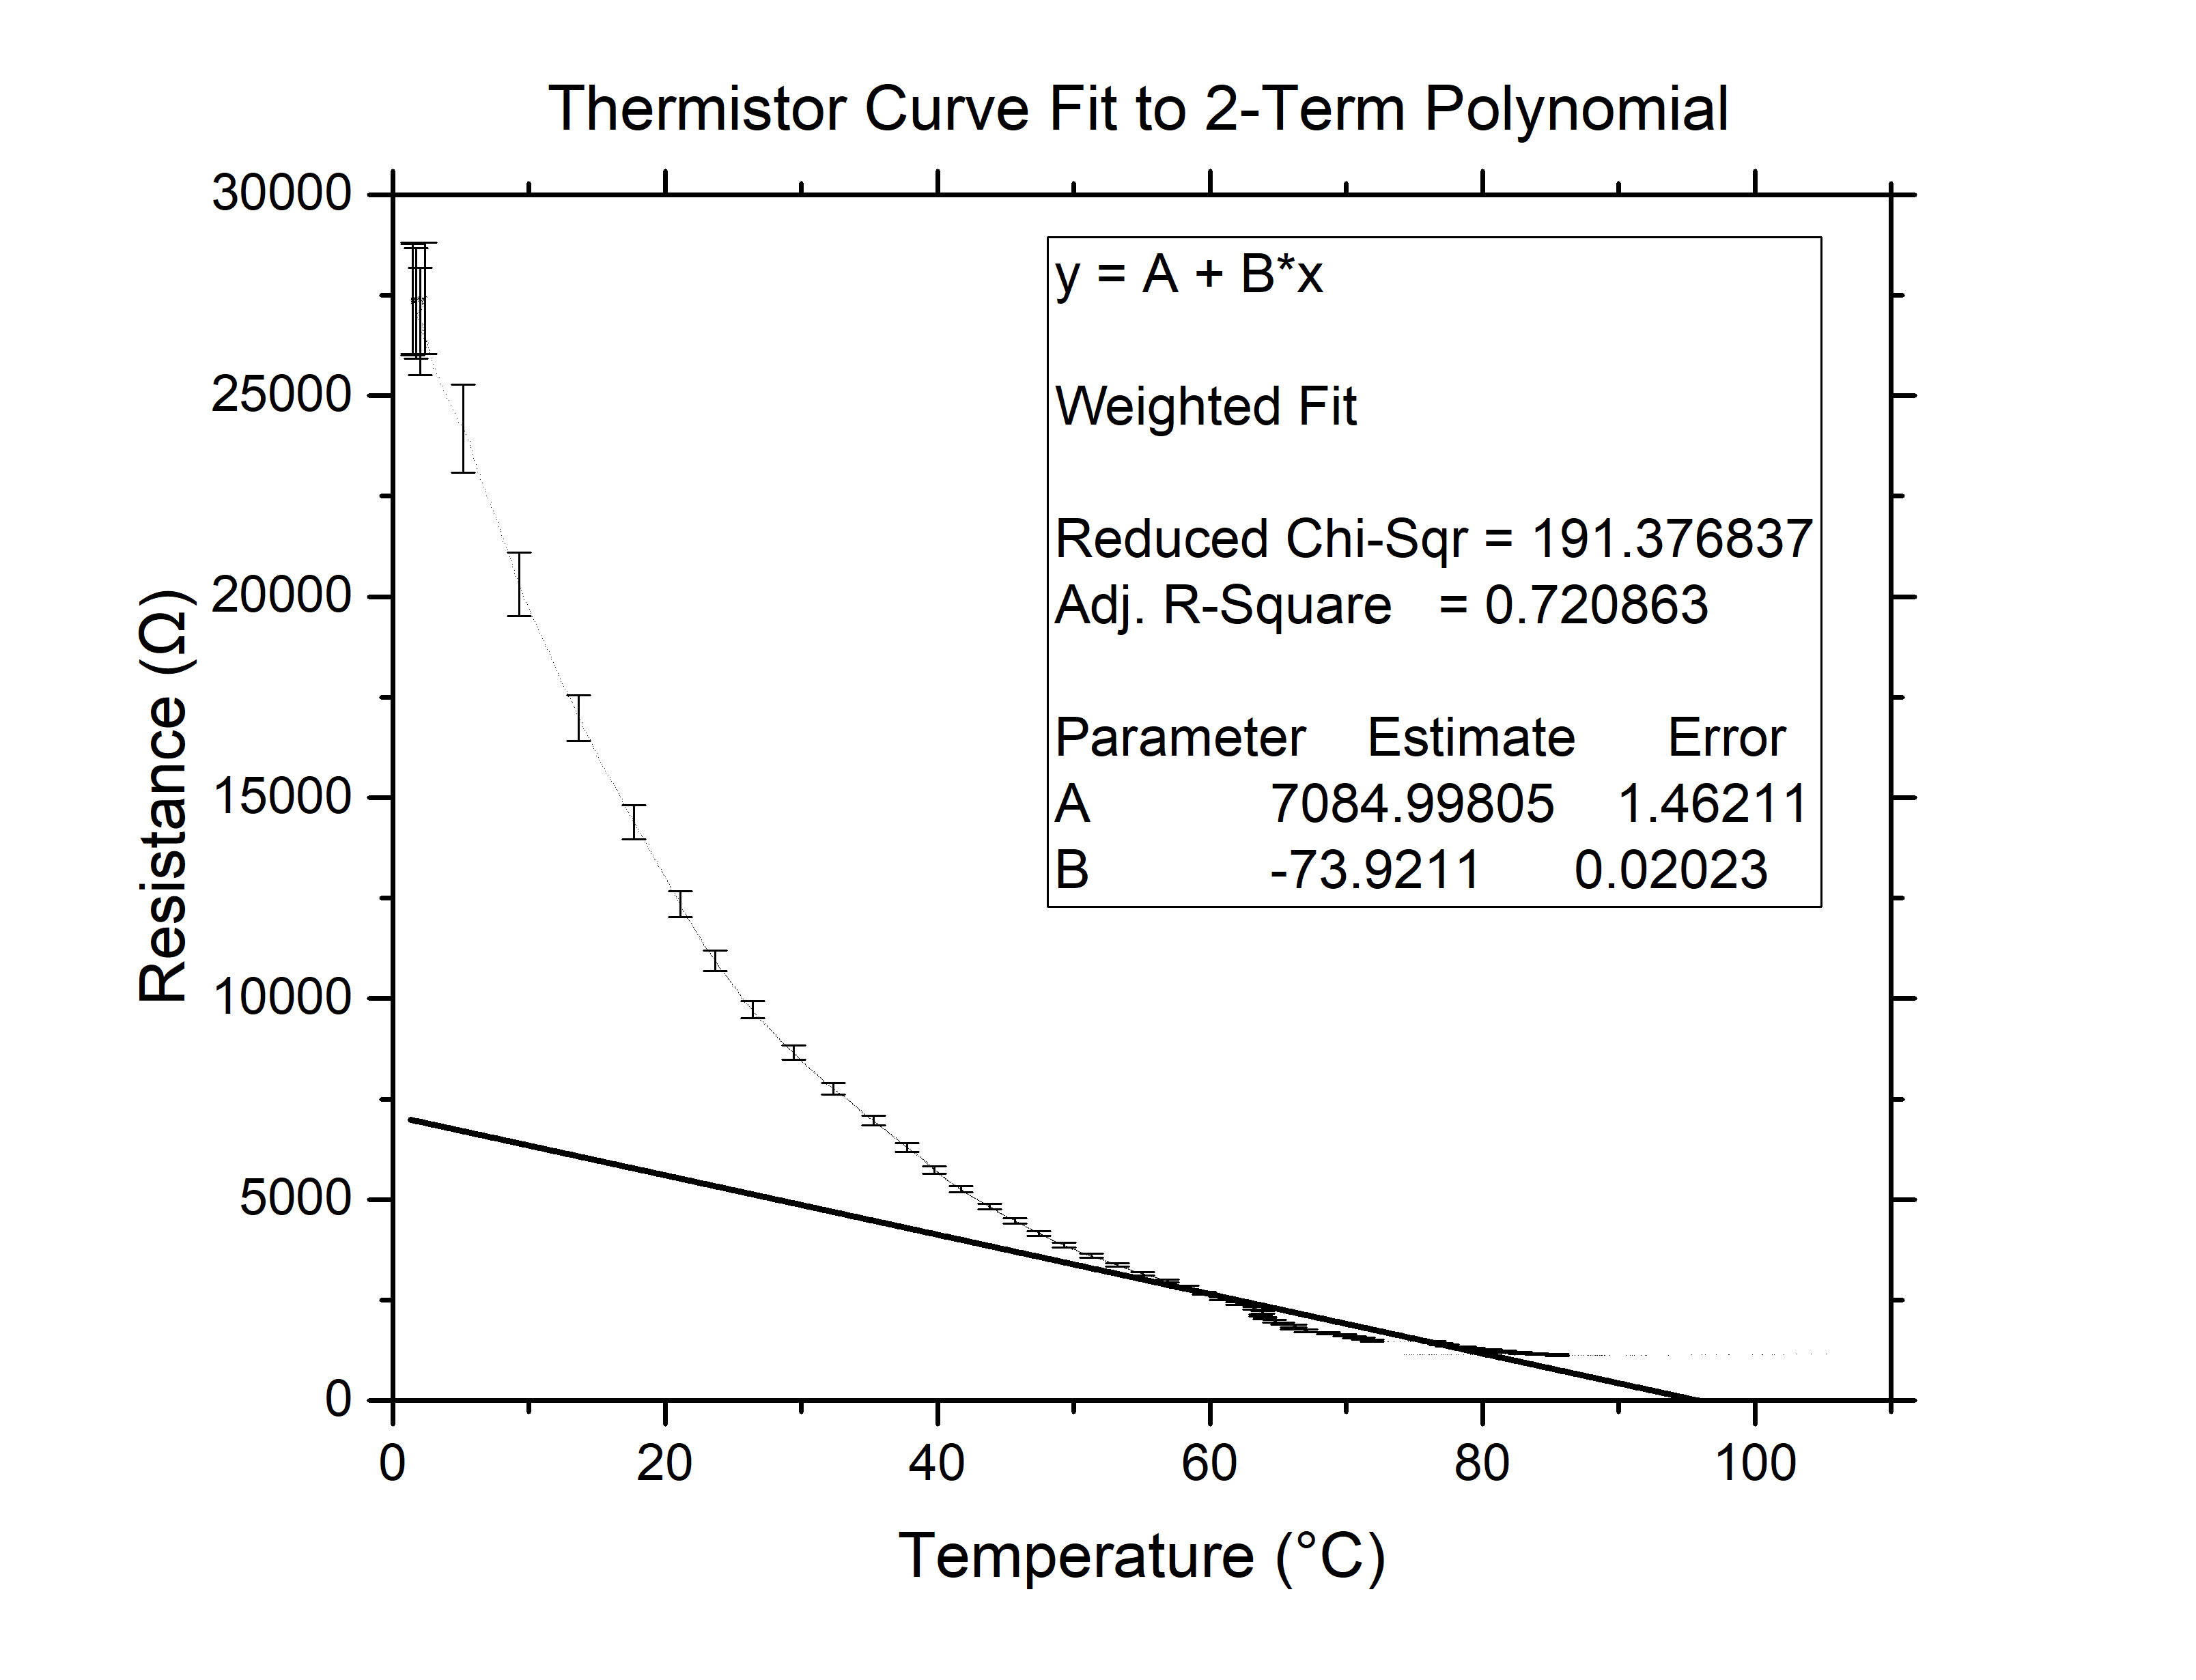 Thermistor Curve Fit to 2-Term Polynomial
30000
25000
20000
15000
10000
5000
0
Resistance (Ω)
y = A + B*x
Weighted Fit
Reduced Chi-Sqr = 191.376837
Adj. R-Square = 0.720863
Parameter Estimate Error
A 7084.99805 1.46211
B -73.9211 0.02023
0 20 40 60 80 100
Temperature (°C)